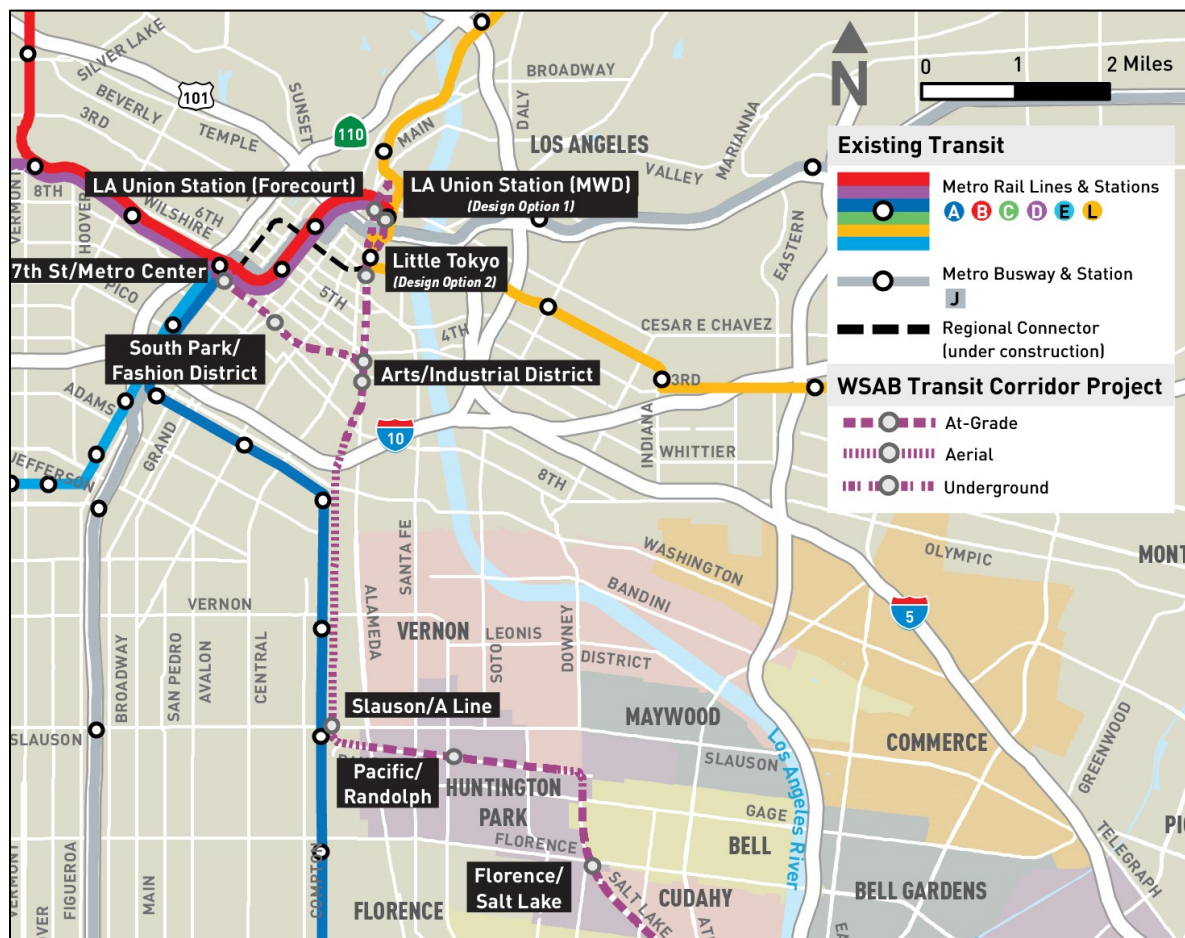 SILVER LAKE
BEVERLY
3RD
TEMPLE
SUNSET
101
110
MAIN
BROADWAY
DALY
MARIANNA
LOS ANGELES
VALLEY
N
0 1 2 Miles
Existing Transit
Metro Rail Lines & Stations
A B C D E L
Metro Busway & Station
J
Regional Connector
(under construction)
WSAB Transit Corridor Project
At-Grade
Aerial
Underground
VERMONT
8TH
HOOVER
WILSHIRE
6TH
LA Union Station (Forecourt)
LA Union Station (MWD)
(Design Option 1)
Little Tokyo
(Design Option 2)
7th St/Metro Center
PICO
5TH
4TH
EASTERN
CESAR E CHAVEZ
South Park/
Fashion District
Arts/Industrial District
3RD
ADAMS
GRAND
JEFFERSON
10
INDIANA
WHITTIER
8TH
SANTA FE
WASHINGTON
OLYMPIC
MONT
BANDINI
5
VERNON
ALAMEDA
VERNON
LEONIS
SOTO
DOWNEY
DISTRICT
BROADWAY
SAN PEDRO
AVALON
CENTRAL
Slauson/A Line
MAYWOOD
COMMERCE
GREENWOOD
SLAUSON
SLAUSON
Los Angeles River
Pacific/
Randolph
HUNTINGTON
PARK
GAGE
BELL
TELEGRAPH
FLORENCE
Florence/
Salt Lake
SALT LAKE
CUDAHY
BELL GARDENS
VERMONT
OVER
FIGUEROA
MAIN
COMPTON
FLORENCE
AT
EA
PI